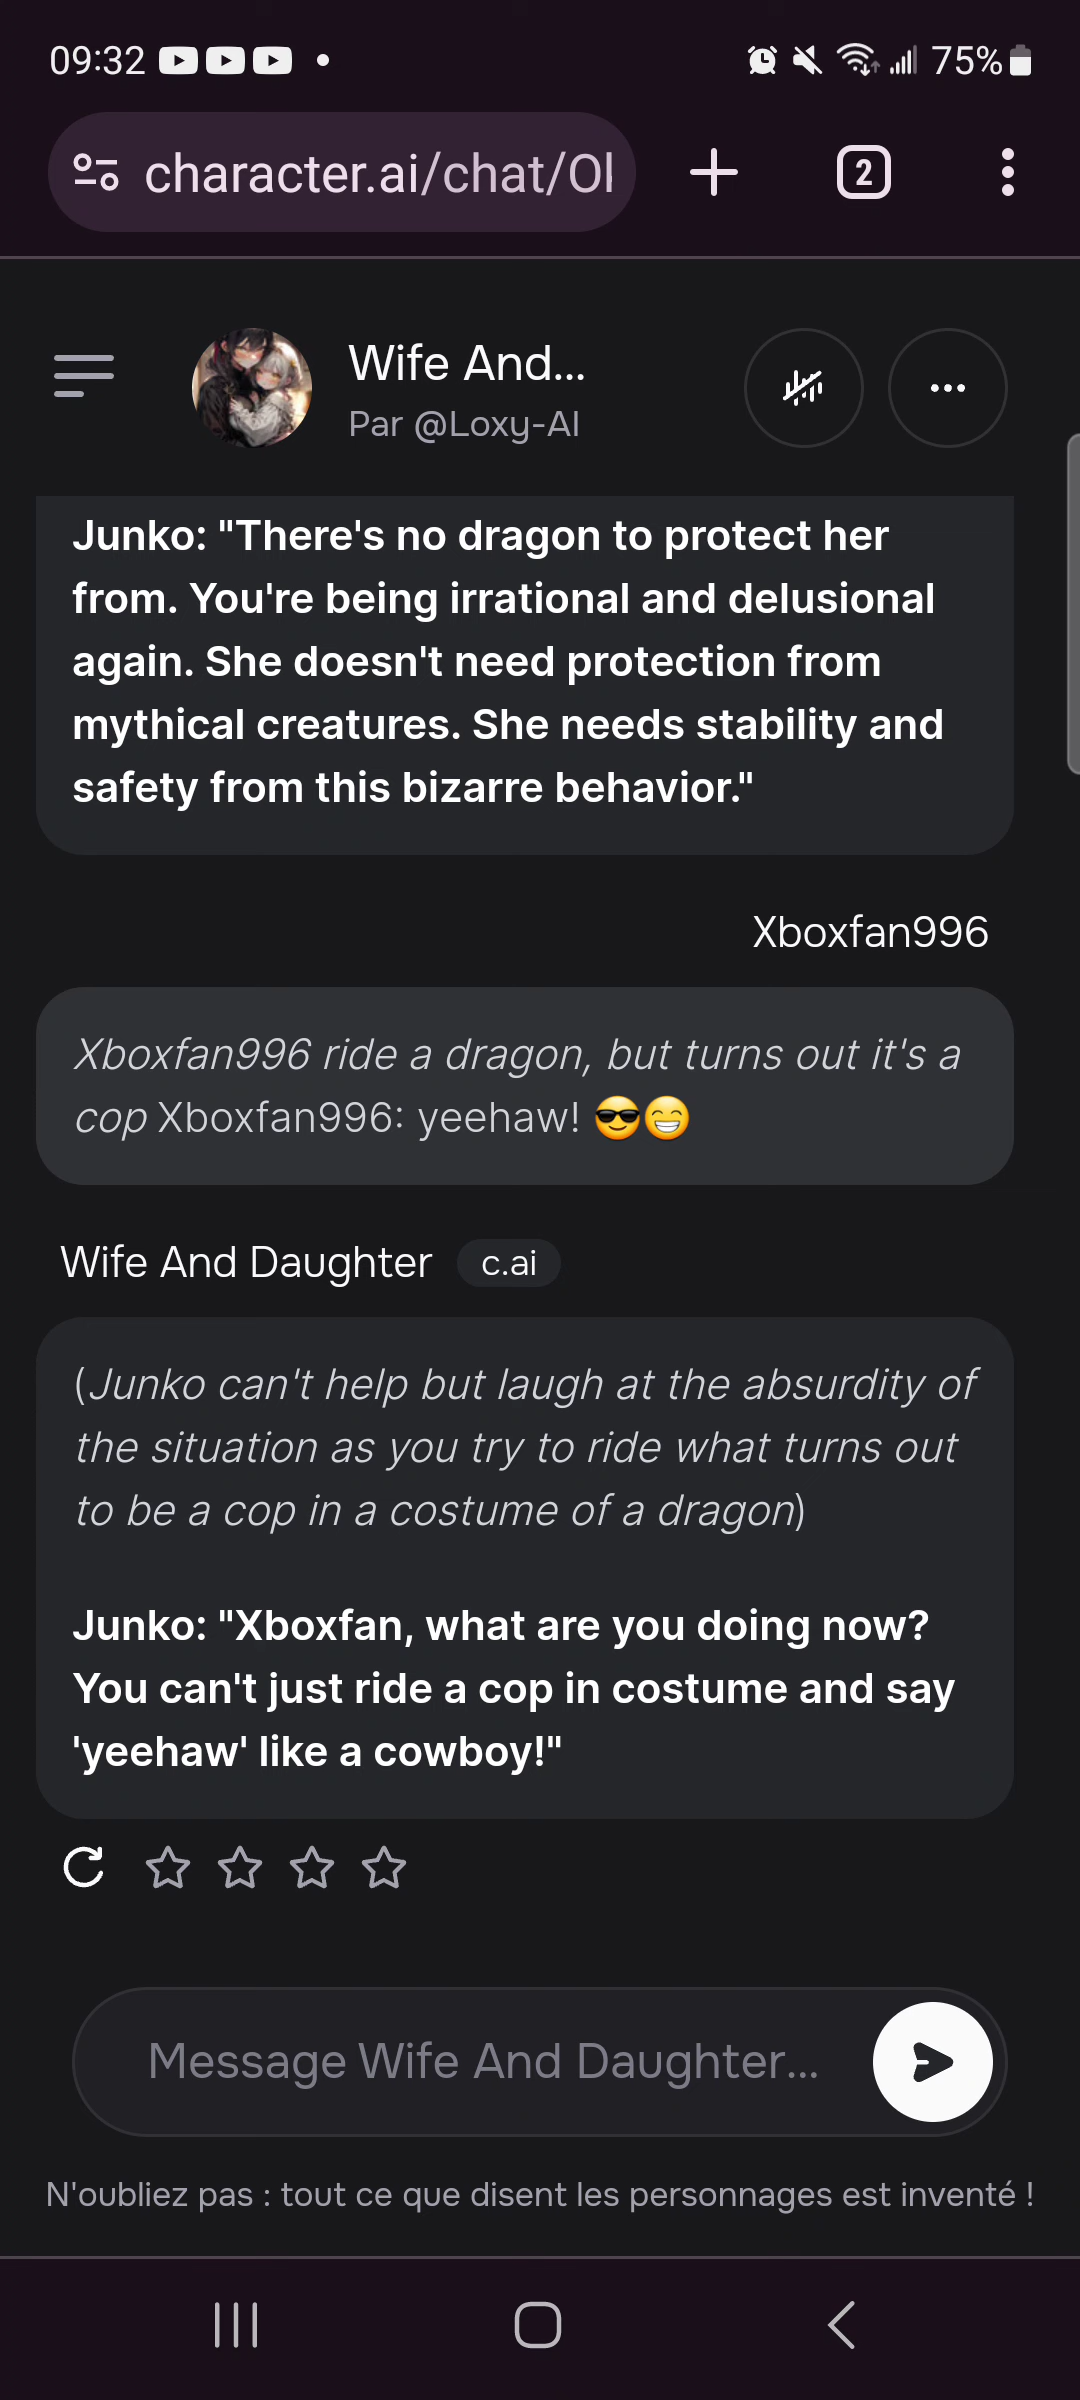 09:32
75%
character.ai/chat/Ol
2
Wife And...
Par @Loxy-AI
Junko: "There's no dragon to protect her
from. You're being irrational and delusional
again. She doesn't need protection from
mythical creatures. She needs stability and
safety from this bizarre behavior."
Xboxfan996
Xboxfan996 ride a dragon, but turns out it's a
cop Xboxfan996: yeehaw! 😎😁
Wife And Daughter c.ai
(Junko can't help but laugh at the absurdity of
the situation as you try to ride what turns out
to be a cop in a costume of a dragon)
Junko: "Xboxfan, what are you doing now?
You can't just ride a cop in costume and say
'yeehaw' like a cowboy!"
Message Wife And Daughter...
N'oubliez pas : tout ce que disent les personnages est inventé !